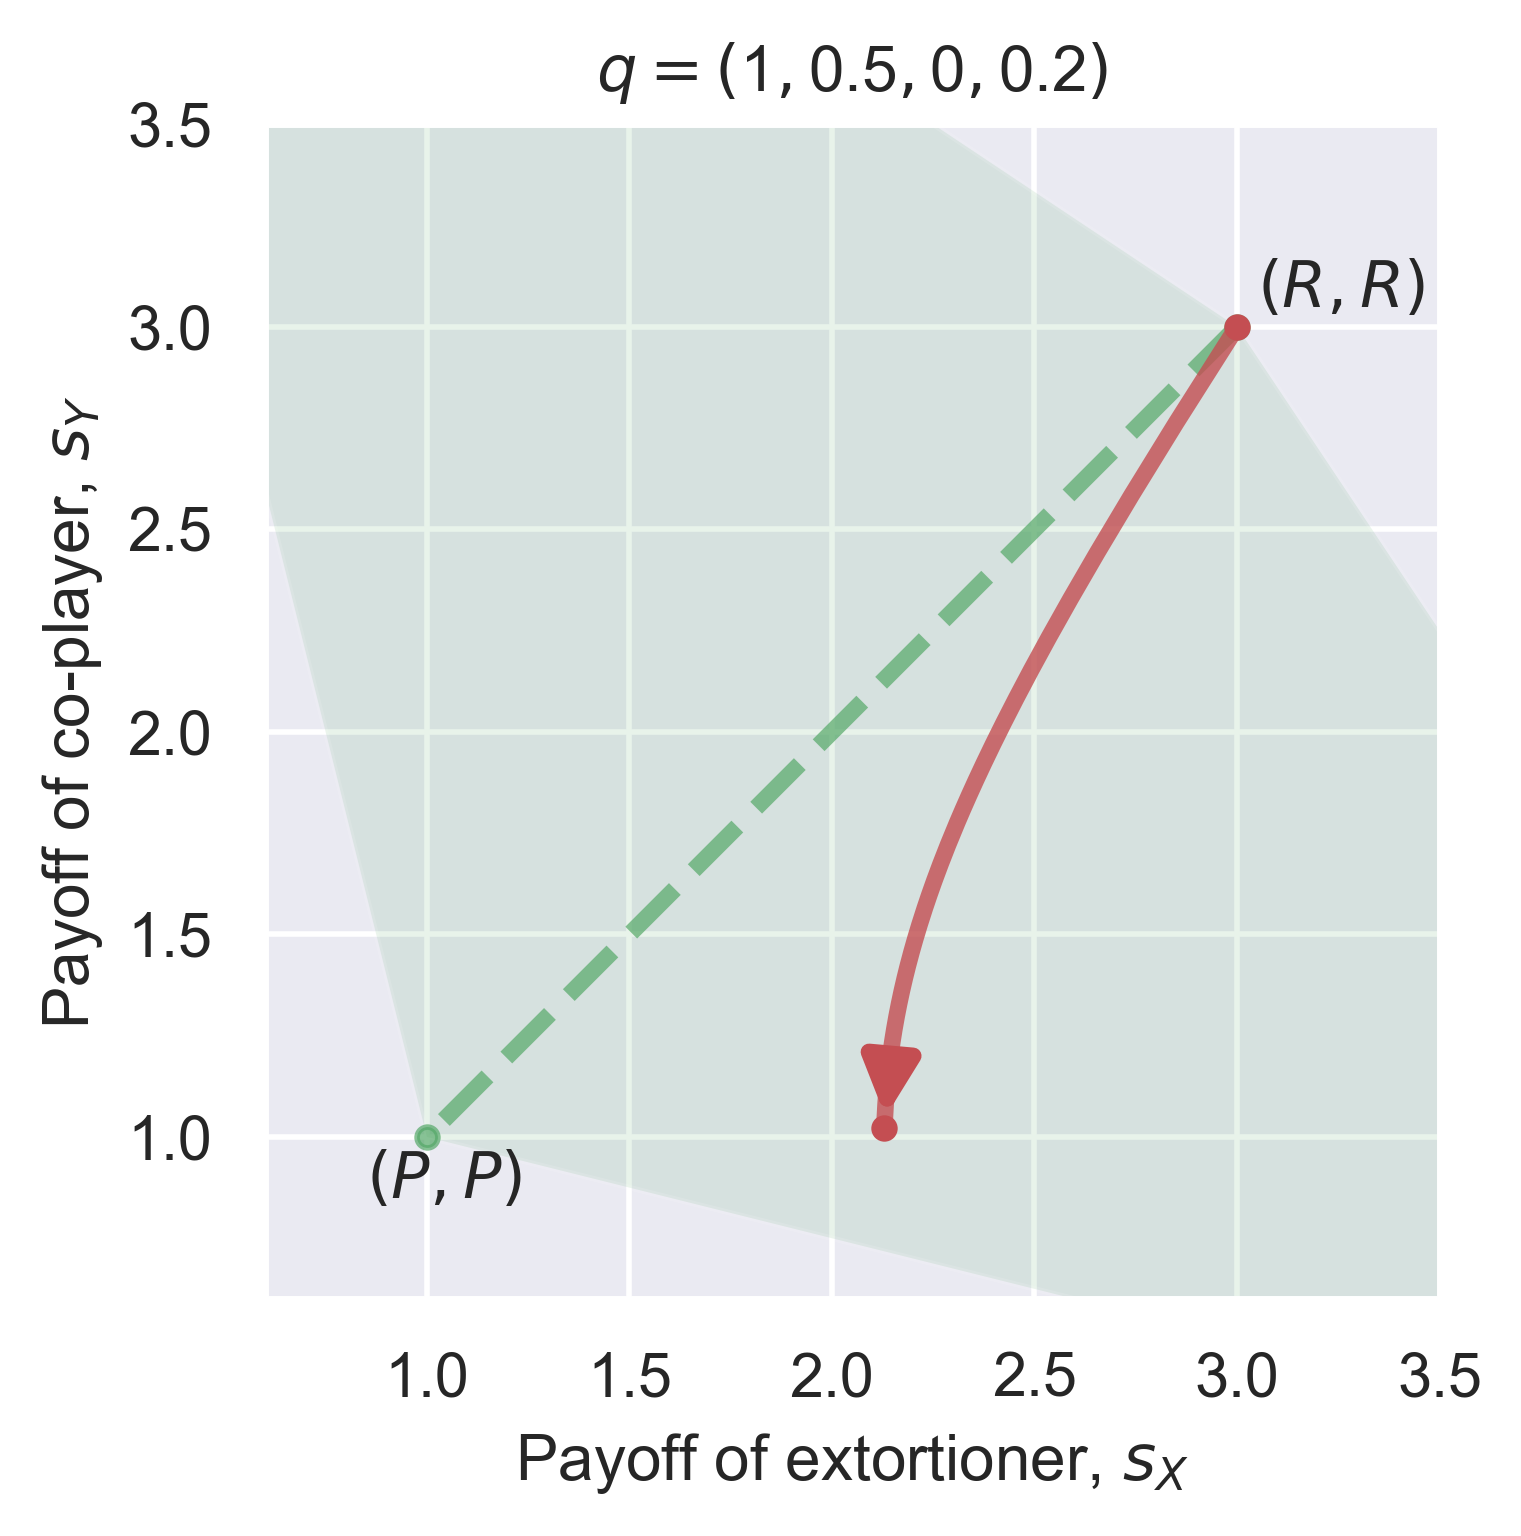 q = (1, 0.5, 0, 0.2)
3.5
3.0
2.5
2.0
1.5
1.0
Payoff of co-player, s_Y
(R, R)
(P, P)
1.0 1.5 2.0 2.5 3.0 3.5
Payoff of extortioner, s_X